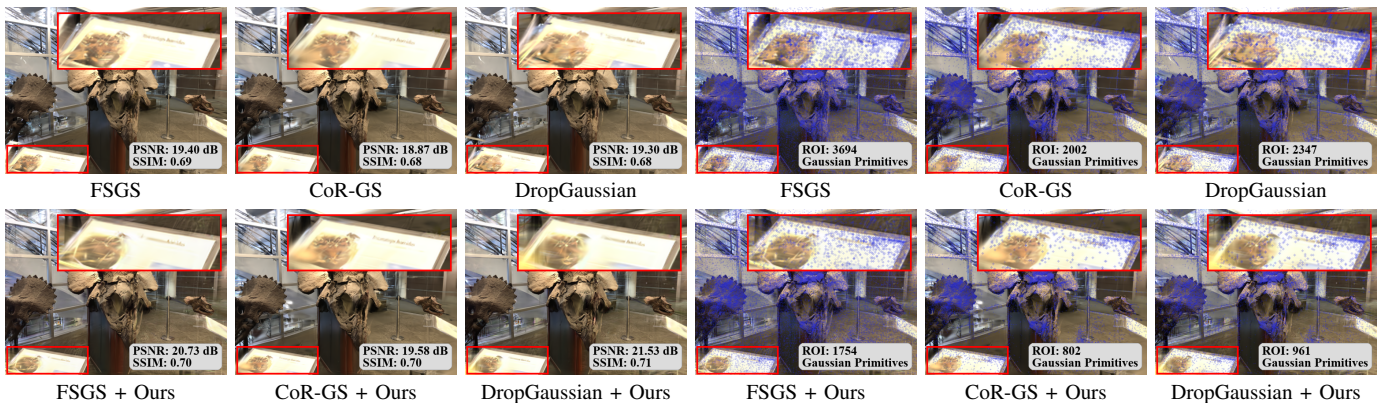 PSNR: 19.40 dB
SSIM: 0.69
PSNR: 18.87 dB
SSIM: 0.68
PSNR: 19.30 dB
SSIM: 0.68
ROI: 3694
Gaussian Primitives
ROI: 2002
Gaussian Primitives
ROI: 2347
Gaussian Primitives
FSGS
CoR-GS
DropGaussian
FSGS
CoR-GS
DropGaussian
PSNR: 20.73 dB
SSIM: 0.70
PSNR: 19.58 dB
SSIM: 0.70
PSNR: 21.53 dB
SSIM: 0.71
ROI: 1754
Gaussian Primitives
ROI: 802
Gaussian Primitives
ROI: 961
Gaussian Primitives
FSGS + Ours
CoR-GS + Ours
DropGaussian + Ours
FSGS + Ours
CoR-GS + Ours
DropGaussian + Ours